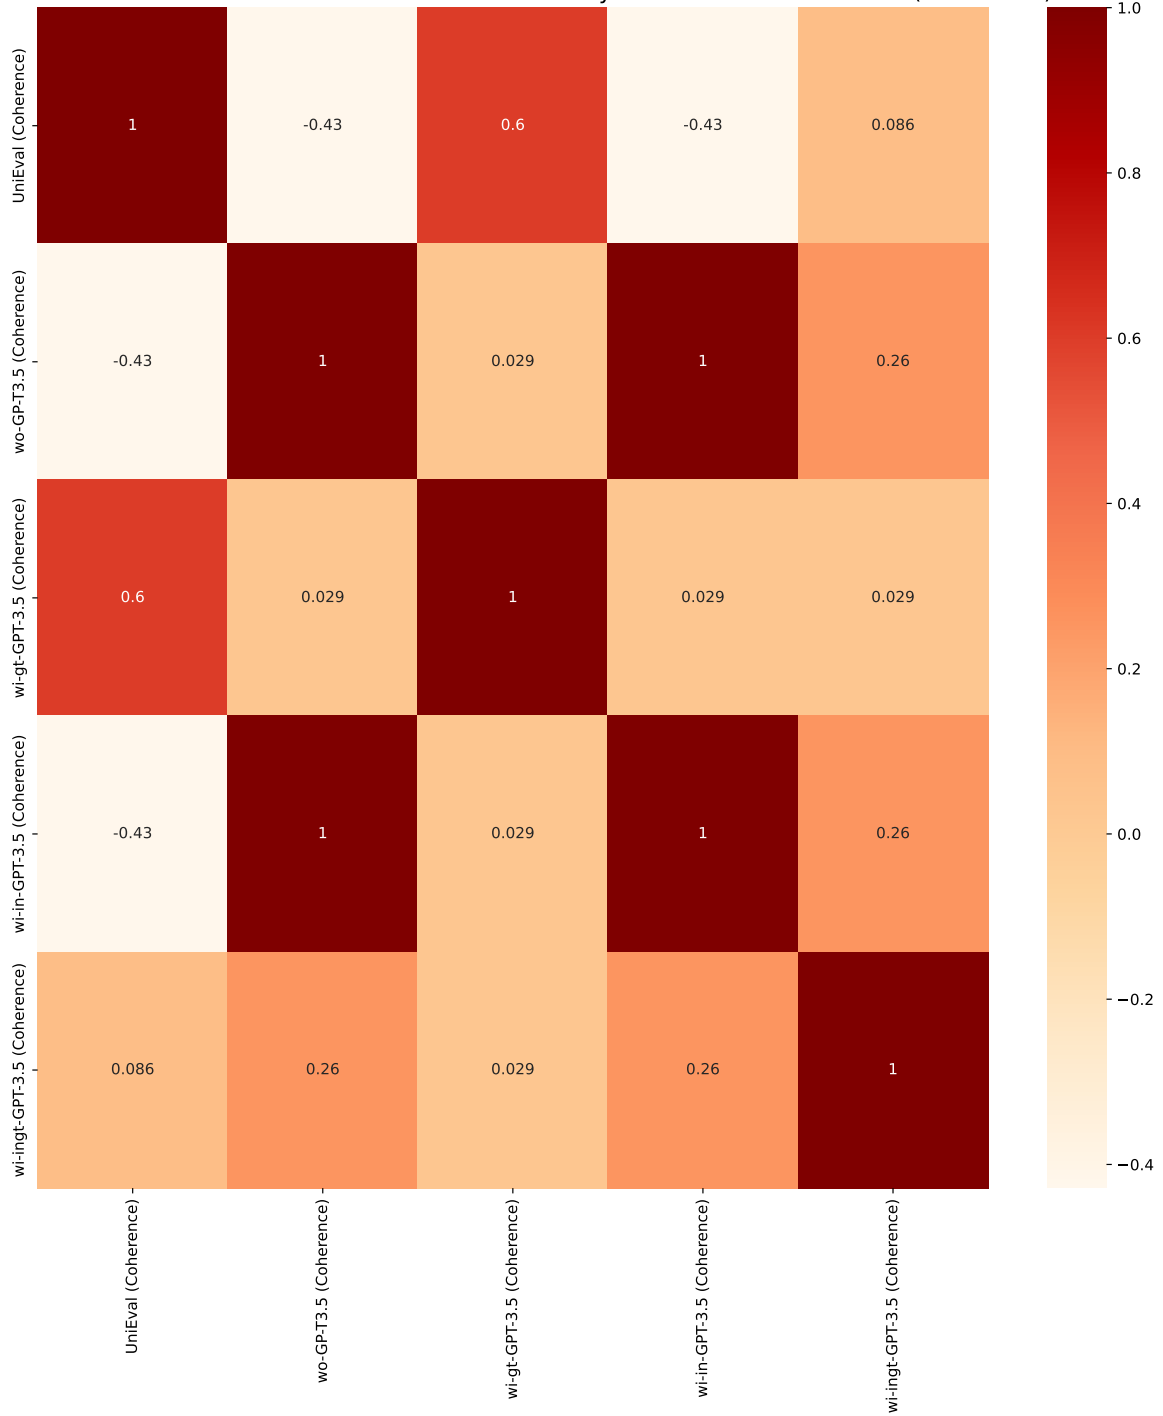 1.0
UniEval (Coherence)
1 -0.43 0.6 -0.43 0.086
0.8
wo-GP-T3.5 (Coherence)
-0.43 1 0.029 1 0.26
0.6
0.4
wi-gt-GPT-3.5 (Coherence)
0.6 0.029 1 0.029 0.029
0.2
wi-in-GPT-3.5 (Coherence)
-0.43 1 0.029 1 0.26
0.0
−0.2
wi-ingt-GPT-3.5 (Coherence)
0.086 0.26 0.029 0.26 1
−0.4
UniEval (Coherence)
wo-GP-T3.5 (Coherence)
wi-gt-GPT-3.5 (Coherence)
wi-in-GPT-3.5 (Coherence)
wi-ingt-GPT-3.5 (Coherence)